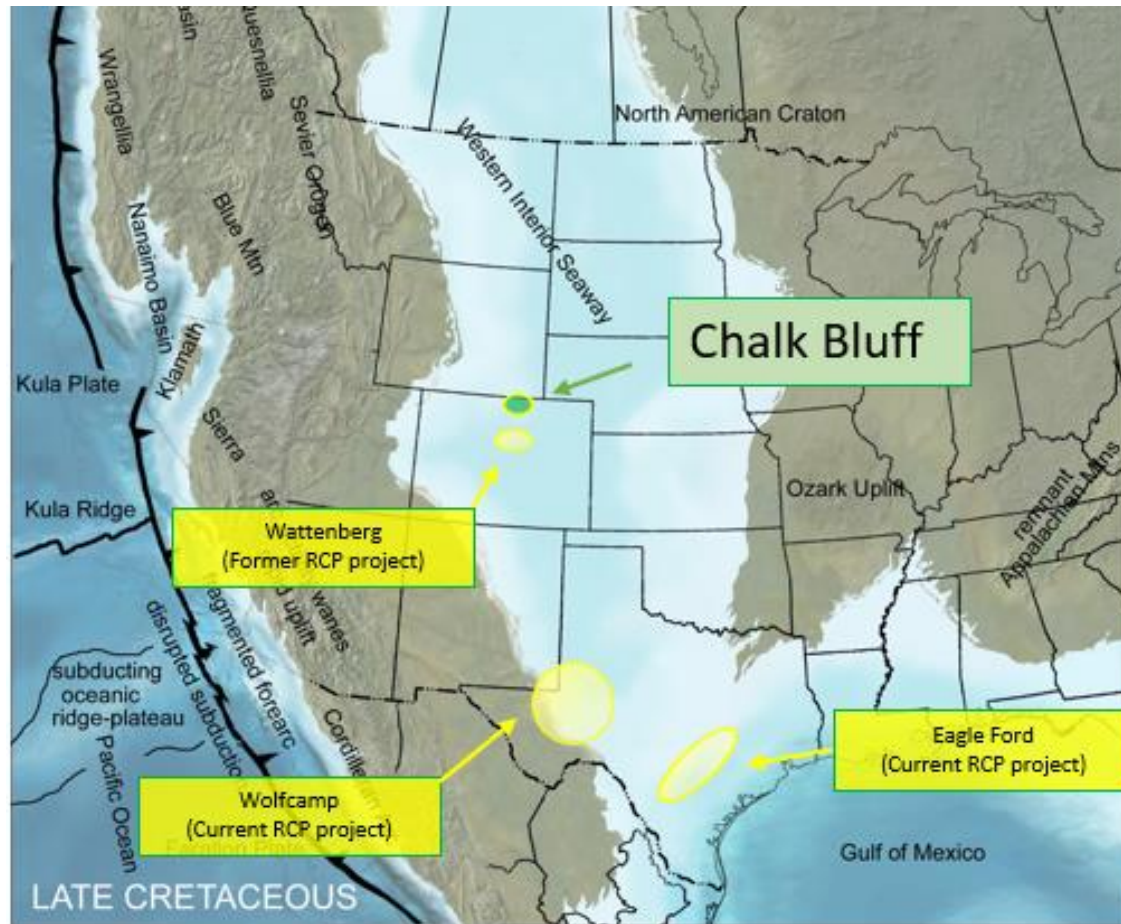 Wrangellia
Quesnellia
Sevier Orogen
Nanaimo Basin
Blue Mtn
Klamath
Kula Plate
Sierra
Kula Ridge
Western Interior Seaway
North American Craton
Chalk Bluff
Ozark Uplift
remnant
Appalachian Mtns
Wattenberg
(Former RCP project)
wanes
uplift
fragmented forearc
disrupted subduction
subducting
oceanic
ridge-plateau
Pacific Ocean
Wolfcamp
(Current RCP project)
Eagle Ford
(Current RCP project)
Gulf of Mexico
LATE CRETACEOUS